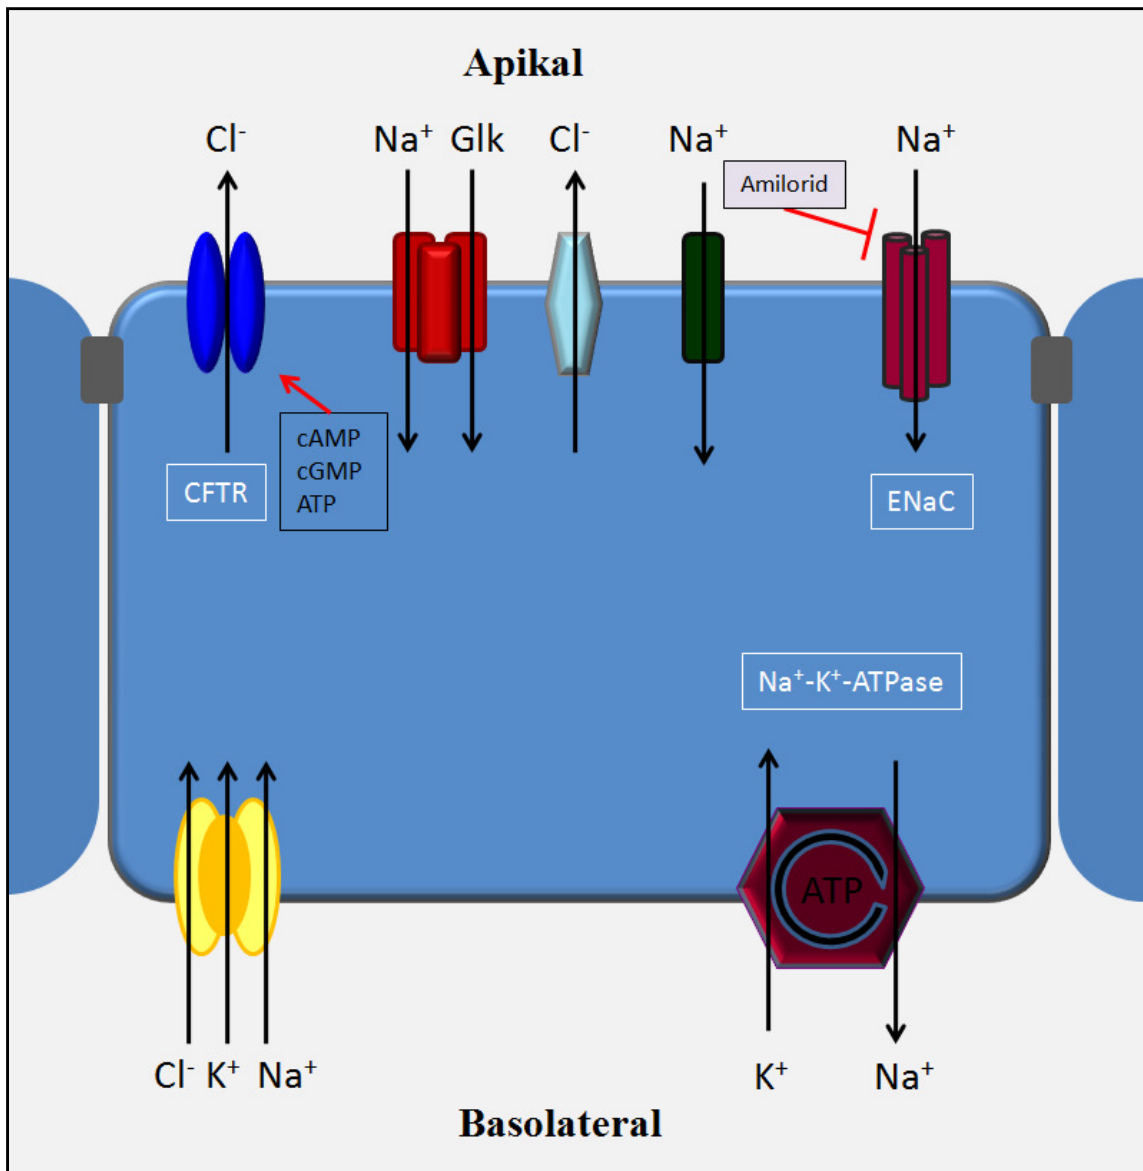 Apikal
Cl⁻ Na⁺ Glk Cl⁻ Na⁺ Na⁺
Amilorid
cAMP
cGMP
ATP
CFTR
ENaC
Na⁺-K⁺-ATPase
ATP
Cl⁻ K⁺ Na⁺ K⁺ Na⁺
Basolateral